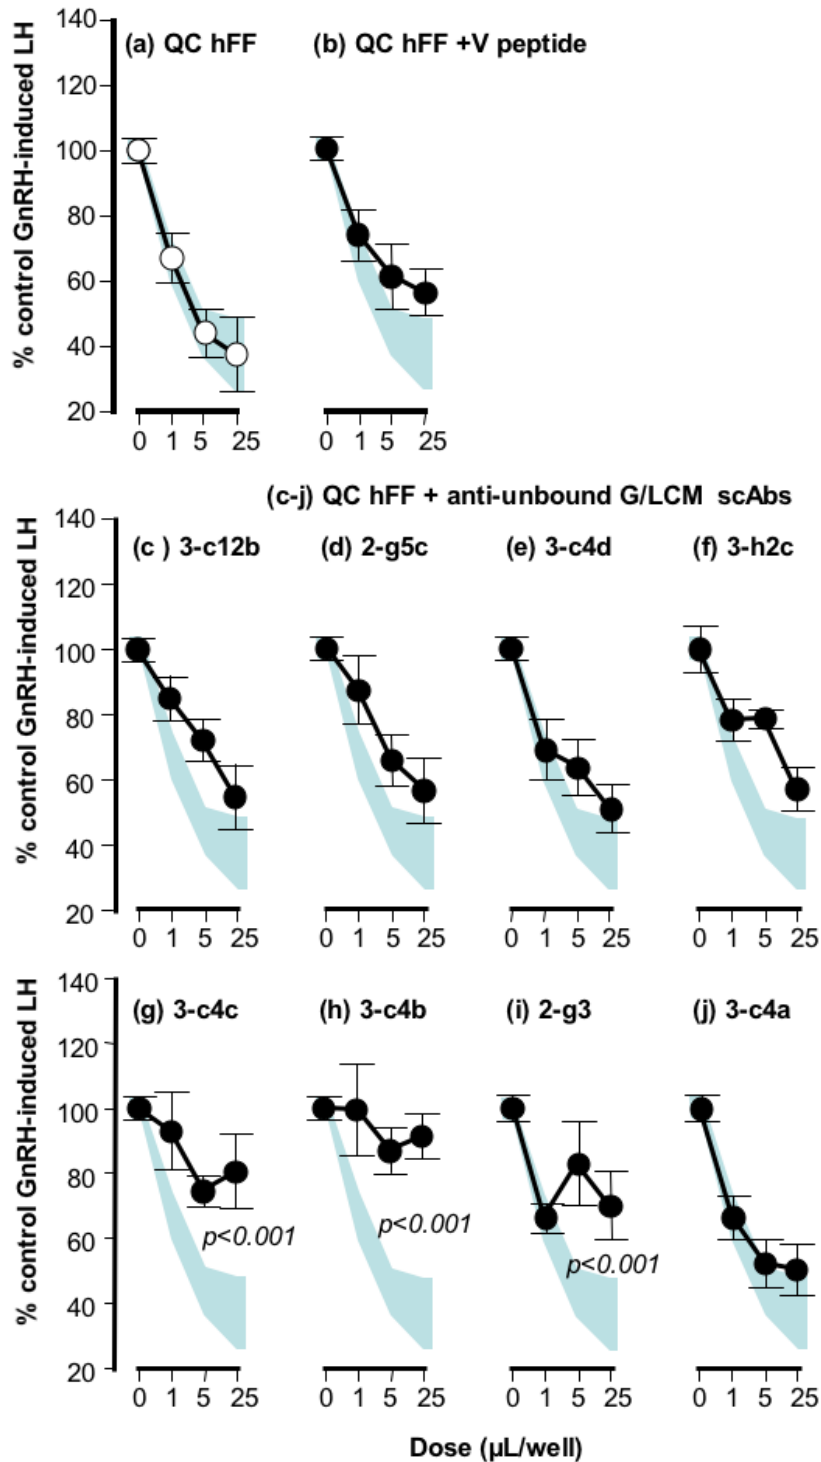 (a) QC hFF (b) QC hFF +V peptide
% control GnRH-induced LH
140
120
100
80
60
40
20
0 1 5 25 0 1 5 25
(c-j) QC hFF + anti-unbound G/LCM scAbs
(c ) 3-c12b (d) 2-g5c (e) 3-c4d (f) 3-h2c
% control GnRH-induced LH
140
120
100
80
60
40
20
0 1 5 25 0 1 5 25 0 1 5 25 0 1 5 25
(g) 3-c4c (h) 3-c4b (i) 2-g3 (j) 3-c4a
% control GnRH-induced LH
140
120
100
80
60
40
20
p<0.001 p<0.001 p<0.001
0 1 5 25 0 1 5 25 0 1 5 25 0 1 5 25
Dose (µL/well)